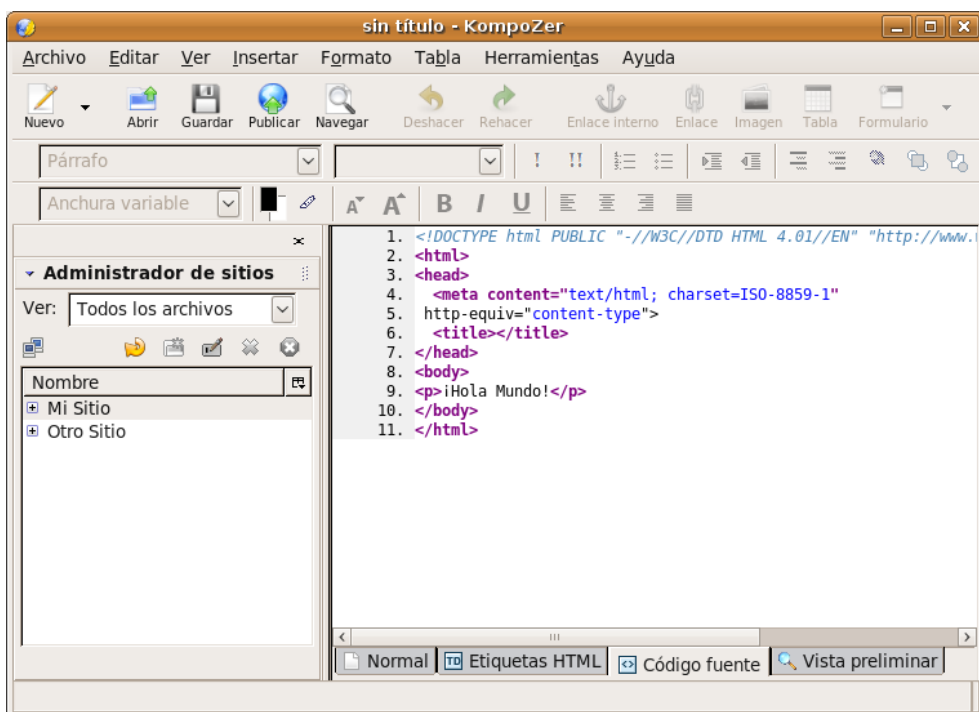 sin título - KompoZer
Archivo Editar Ver Insertar Formato Tabla Herramientas Ayuda
Nuevo Abrir Guardar Publicar Navegar Deshacer Rehacer Enlace interno Enlace Imagen Tabla Formulario
Párrafo
Anchura variable
Administrador de sitios
Ver: Todos los archivos
Nombre
Mi Sitio
Otro Sitio
1. <!DOCTYPE html PUBLIC "-//W3C//DTD HTML 4.01//EN" "http://www.
2. <html>
3. <head>
4. <meta content="text/html; charset=ISO-8859-1"
5. http-equiv="content-type">
6. <title></title>
7. </head>
8. <body>
9. <p>¡Hola Mundo!</p>
10. </body>
11. </html>
Normal Etiquetas HTML Código fuente Vista preliminar